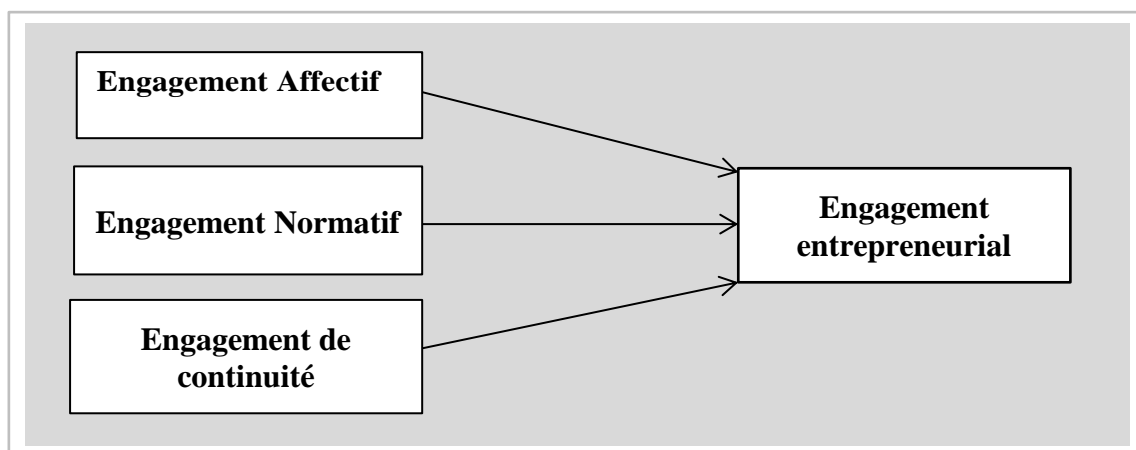 Engagement Affectif
Engagement Normatif
Engagement de
continuité
Engagement
entrepreneurial